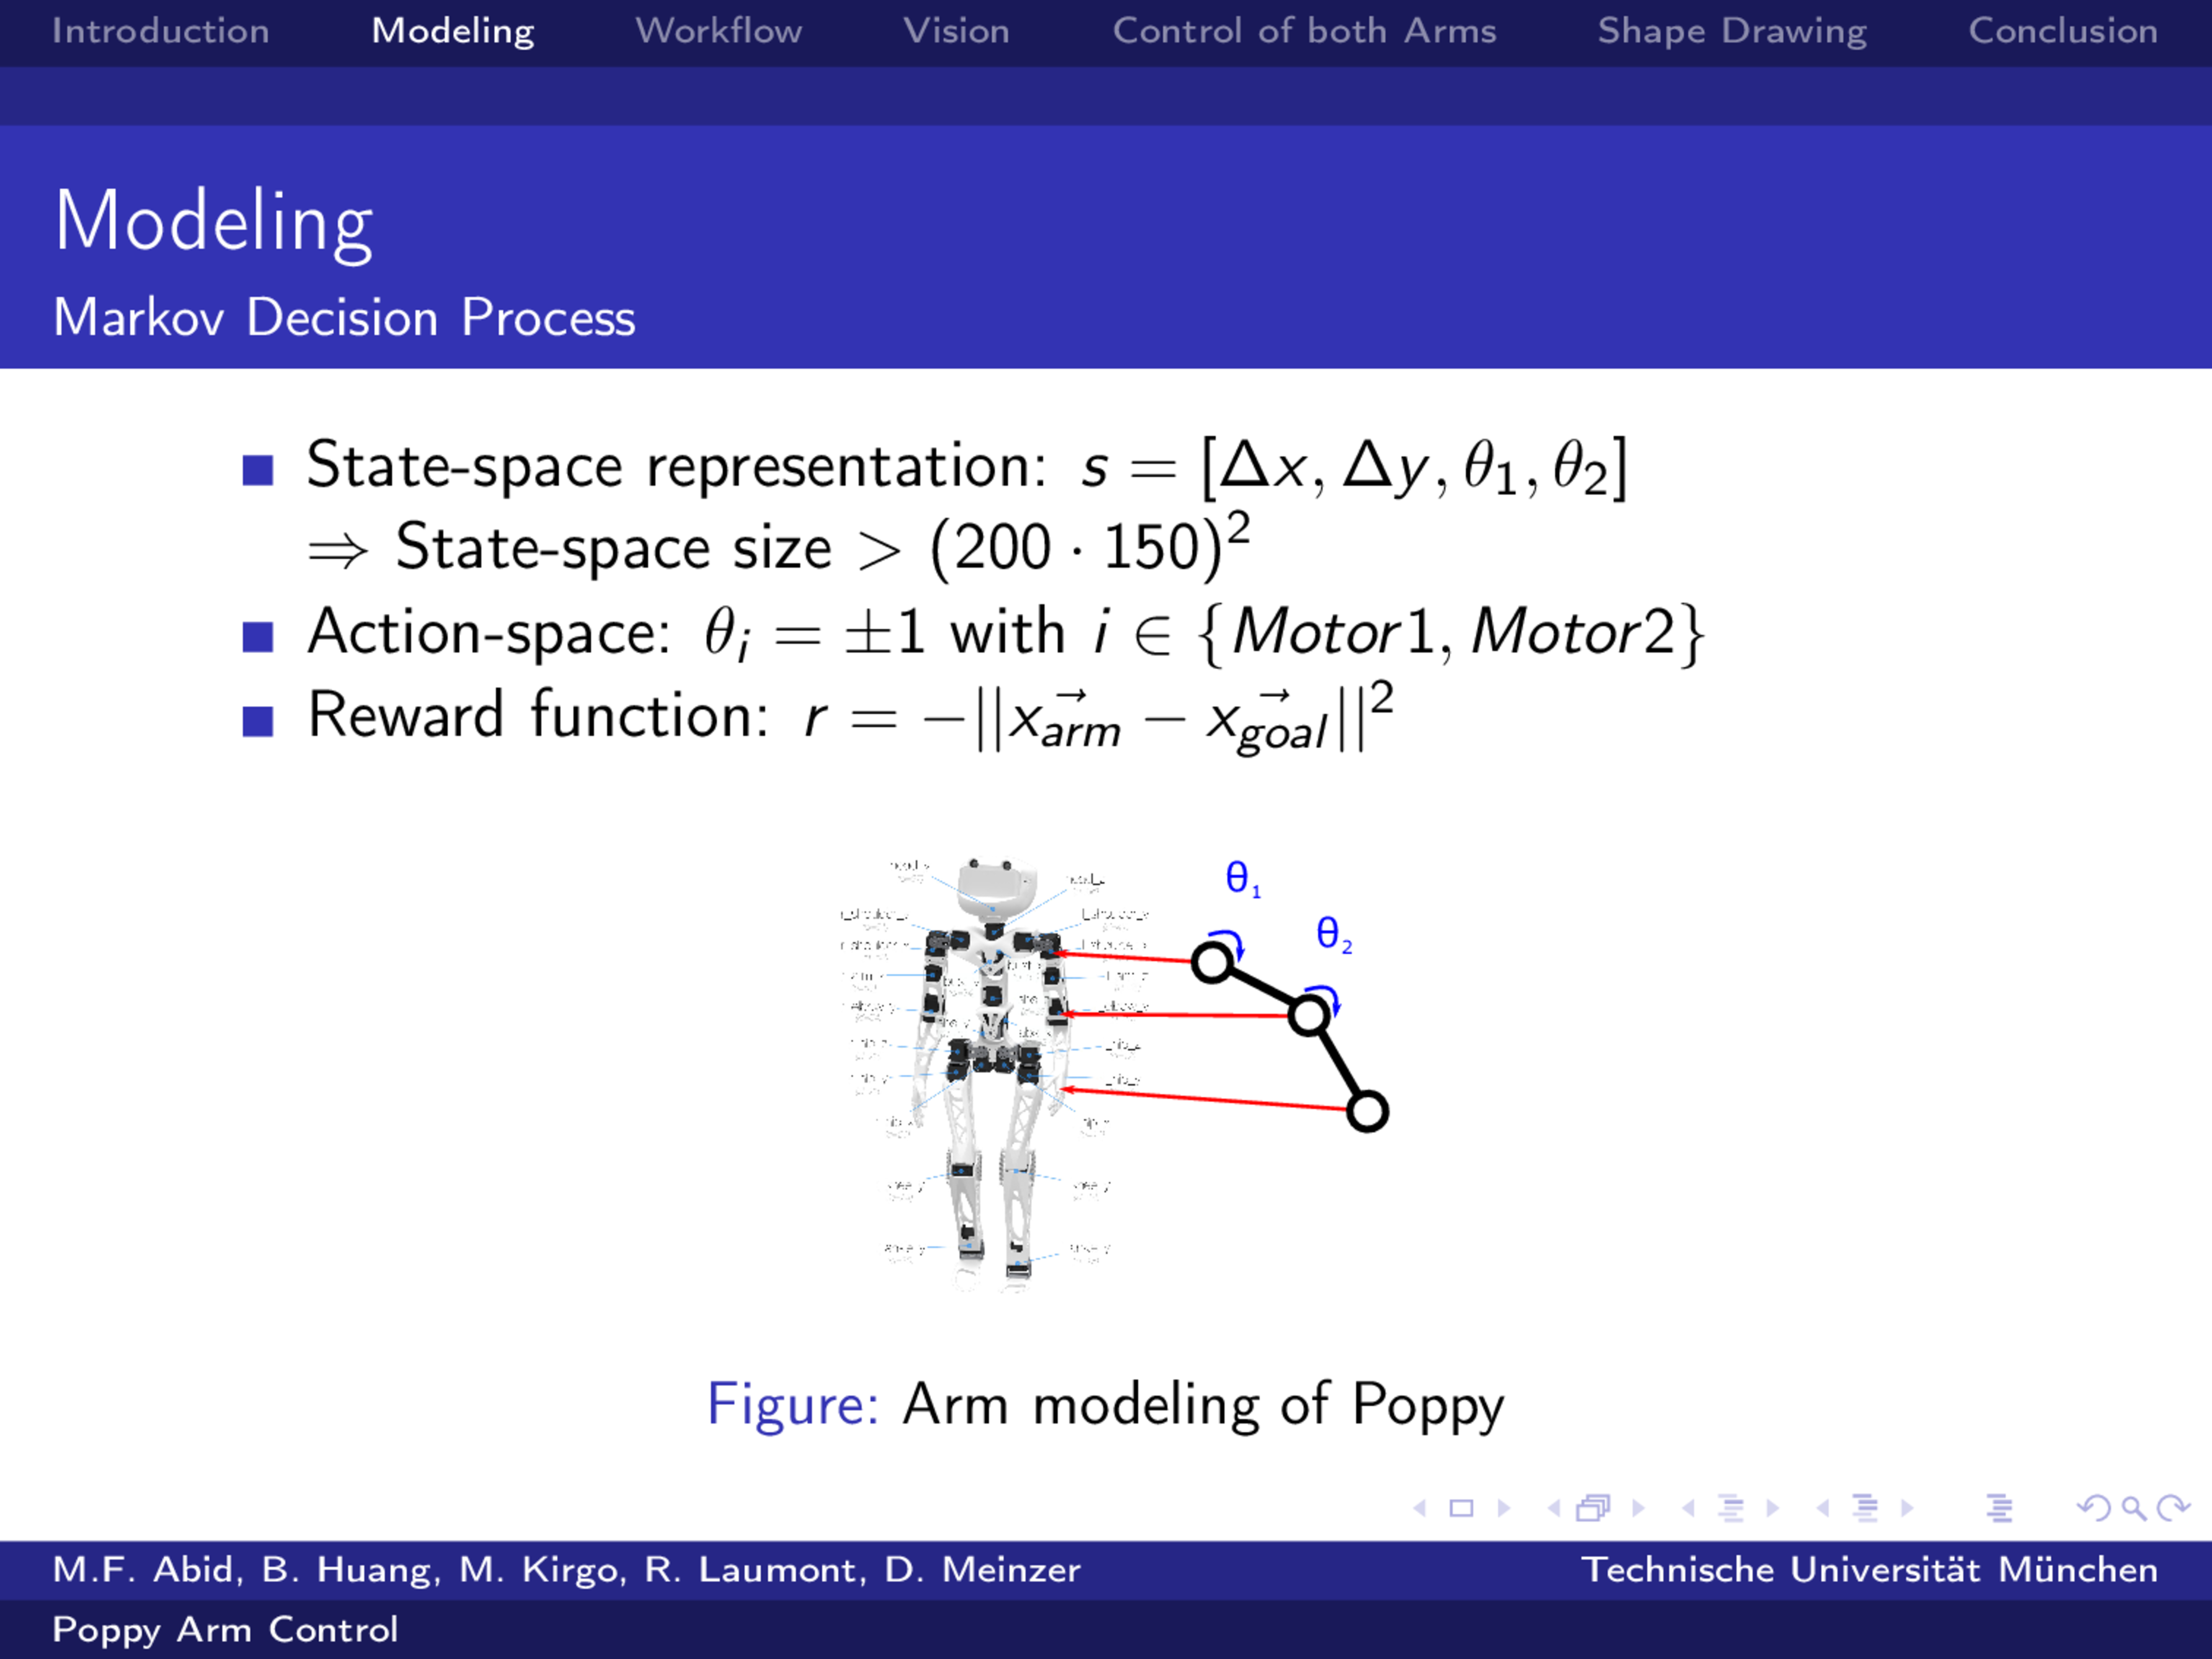 Introduction Modeling Workflow Vision Control of both Arms Shape Drawing Conclusion
Modeling
Markov Decision Process
State-space representation: s = [Δx, Δy, θ₁, θ₂]
⇒ State-space size > (200 · 150)²
Action-space: θᵢ = ±1 with i ∈ {Motor1, Motor2}
Reward function: r = −||x⃗_arm − x⃗_goal||²
θ₁
θ₂
Figure: Arm modeling of Poppy
M.F. Abid, B. Huang, M. Kirgo, R. Laumont, D. Meinzer Technische Universität München
Poppy Arm Control